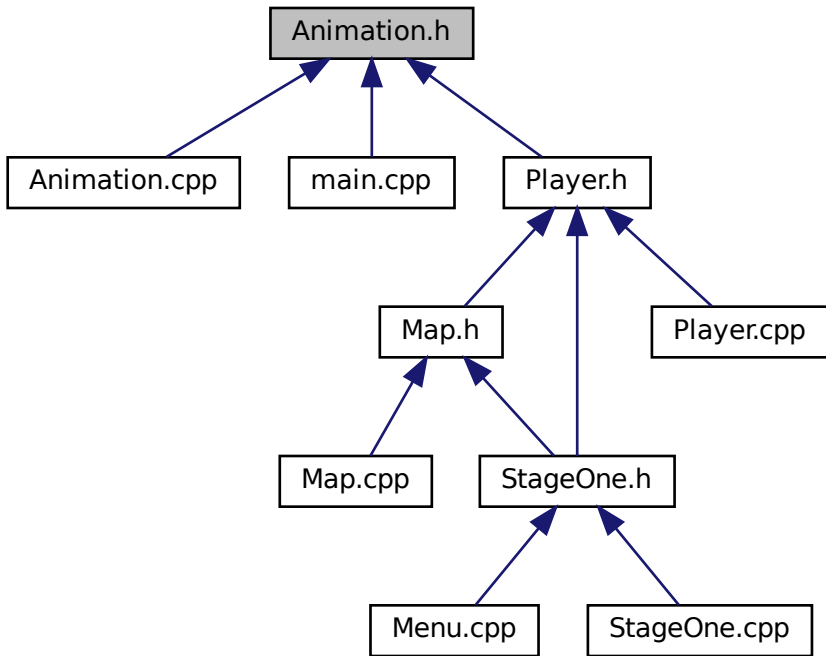 Animation.h
Animation.cpp
main.cpp
Player.h
Map.h
Player.cpp
Map.cpp
StageOne.h
Menu.cpp
StageOne.cpp